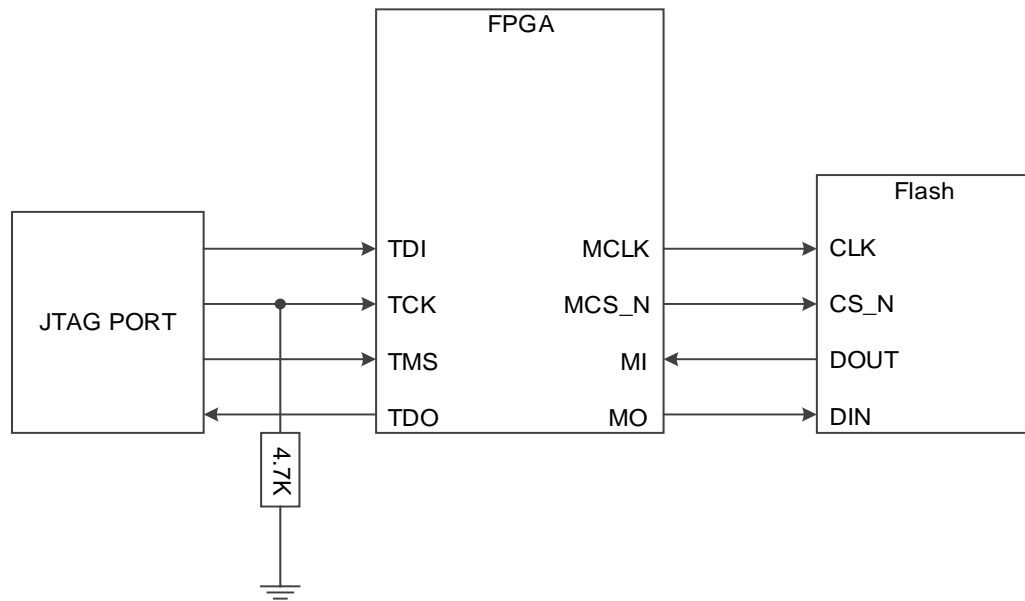 FPGA
Flash
JTAG PORT
TDI
TCK
TMS
TDO
MCLK
MCS_N
MI
MO
CLK
CS_N
DOUT
DIN
4.7K